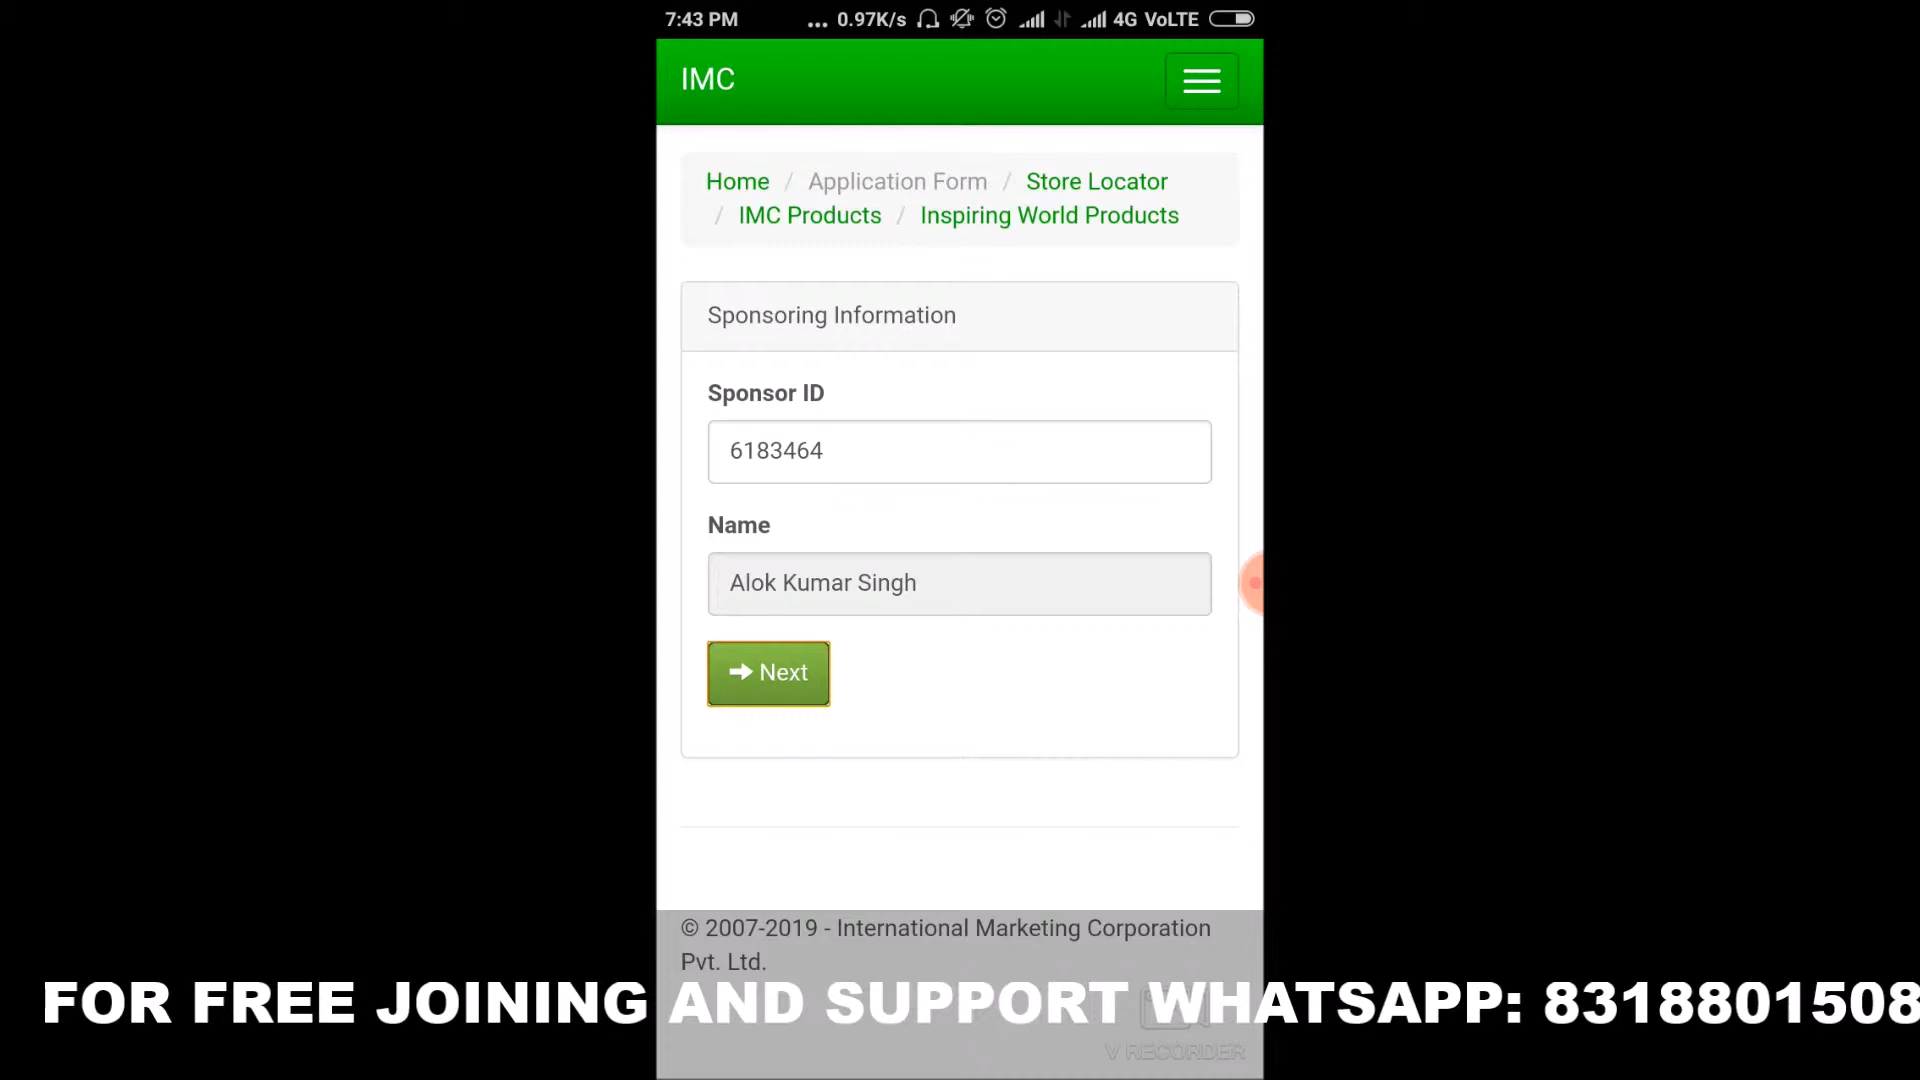 7:43 PM ... 0.97K/s 4G VoLTE
IMC
Home / Application Form / Store Locator
/ IMC Products / Inspiring World Products
Sponsoring Information
Sponsor ID
6183464
Name
Alok Kumar Singh
Next
© 2007-2019 - International Marketing Corporation
Pvt. Ltd.
FOR FREE JOINING AND SUPPORT WHATSAPP: 8318801508
V RECORDER